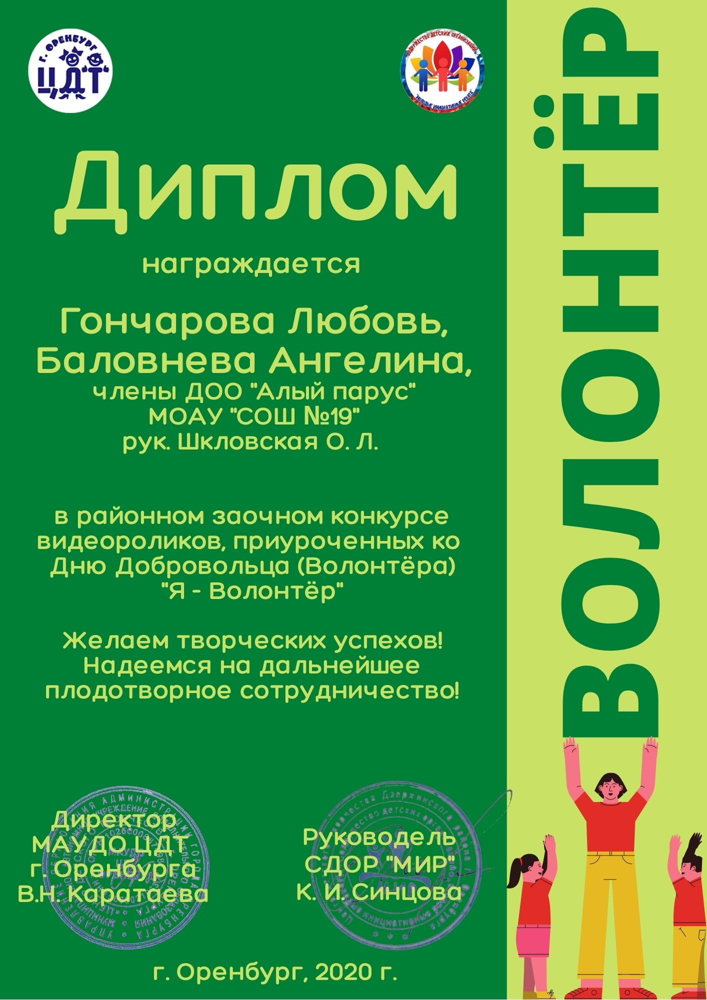 Г. ОРЕНБУРГ
ЦДТ
СОДРУЖЕСТВО ДЕТСКИХ ОРГАНИЗАЦИЙ
"МОЛОДЫЕ ИНИЦИАТИВНЫЕ РЕБЯТА"
Диплом
награждается
Гончарова Любовь,
Баловнева Ангелина,
члены ДОО "Алый парус"
МОАУ "СОШ №19"
рук. Шкловская О. Л.
в районном заочном конкурсе
видеороликов, приуроченных ко
Дню Добровольца (Волонтёра)
"Я - Волонтёр"
Желаем творческих успехов!
Надеемся на дальнейшее
плодотворное сотрудничество!
Директор
МАУДО ЦДТ
г. Оренбурга
В.Н. Каратаева
Руководель
СДОР "МИР"
К. И. Синцова
г. Оренбург, 2020 г.
ВОЛОНТЁР